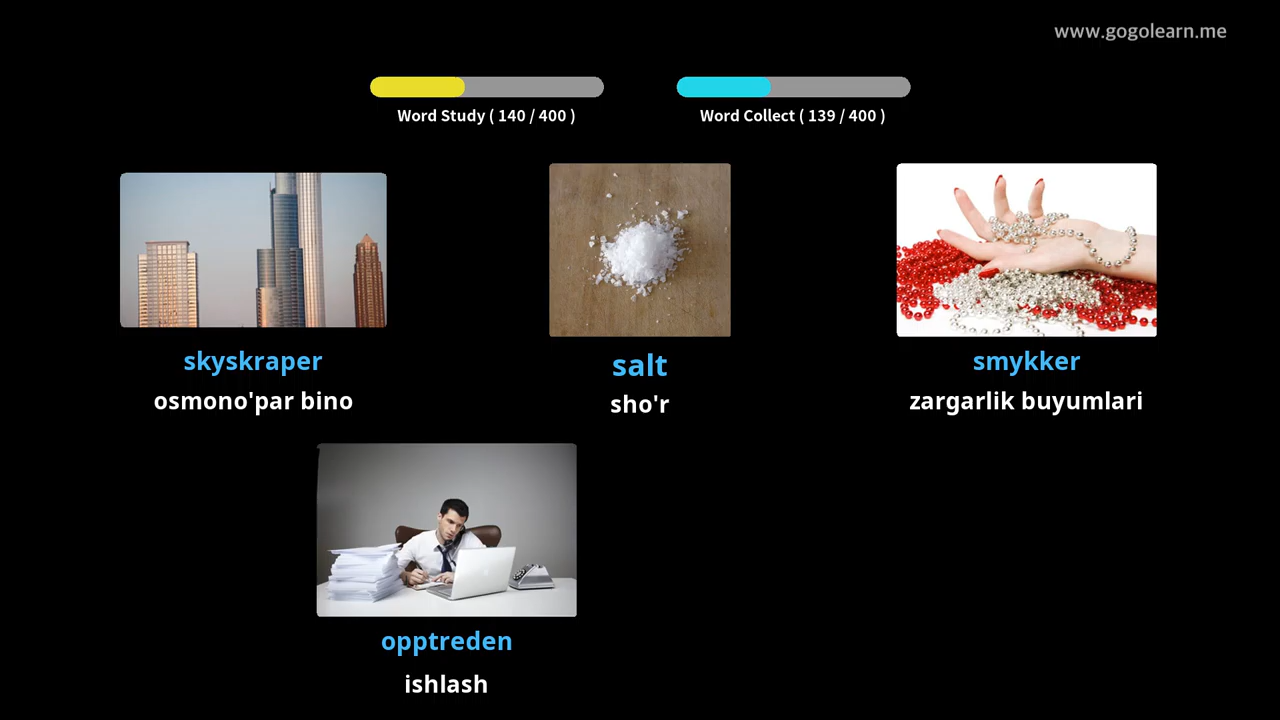 www.gogolearn.me
Word Study ( 140 / 400 )
Word Collect ( 139 / 400 )
skyskraper
osmono'par bino
salt
sho'r
smykker
zargarlik buyumlari
opptreden
ishlash